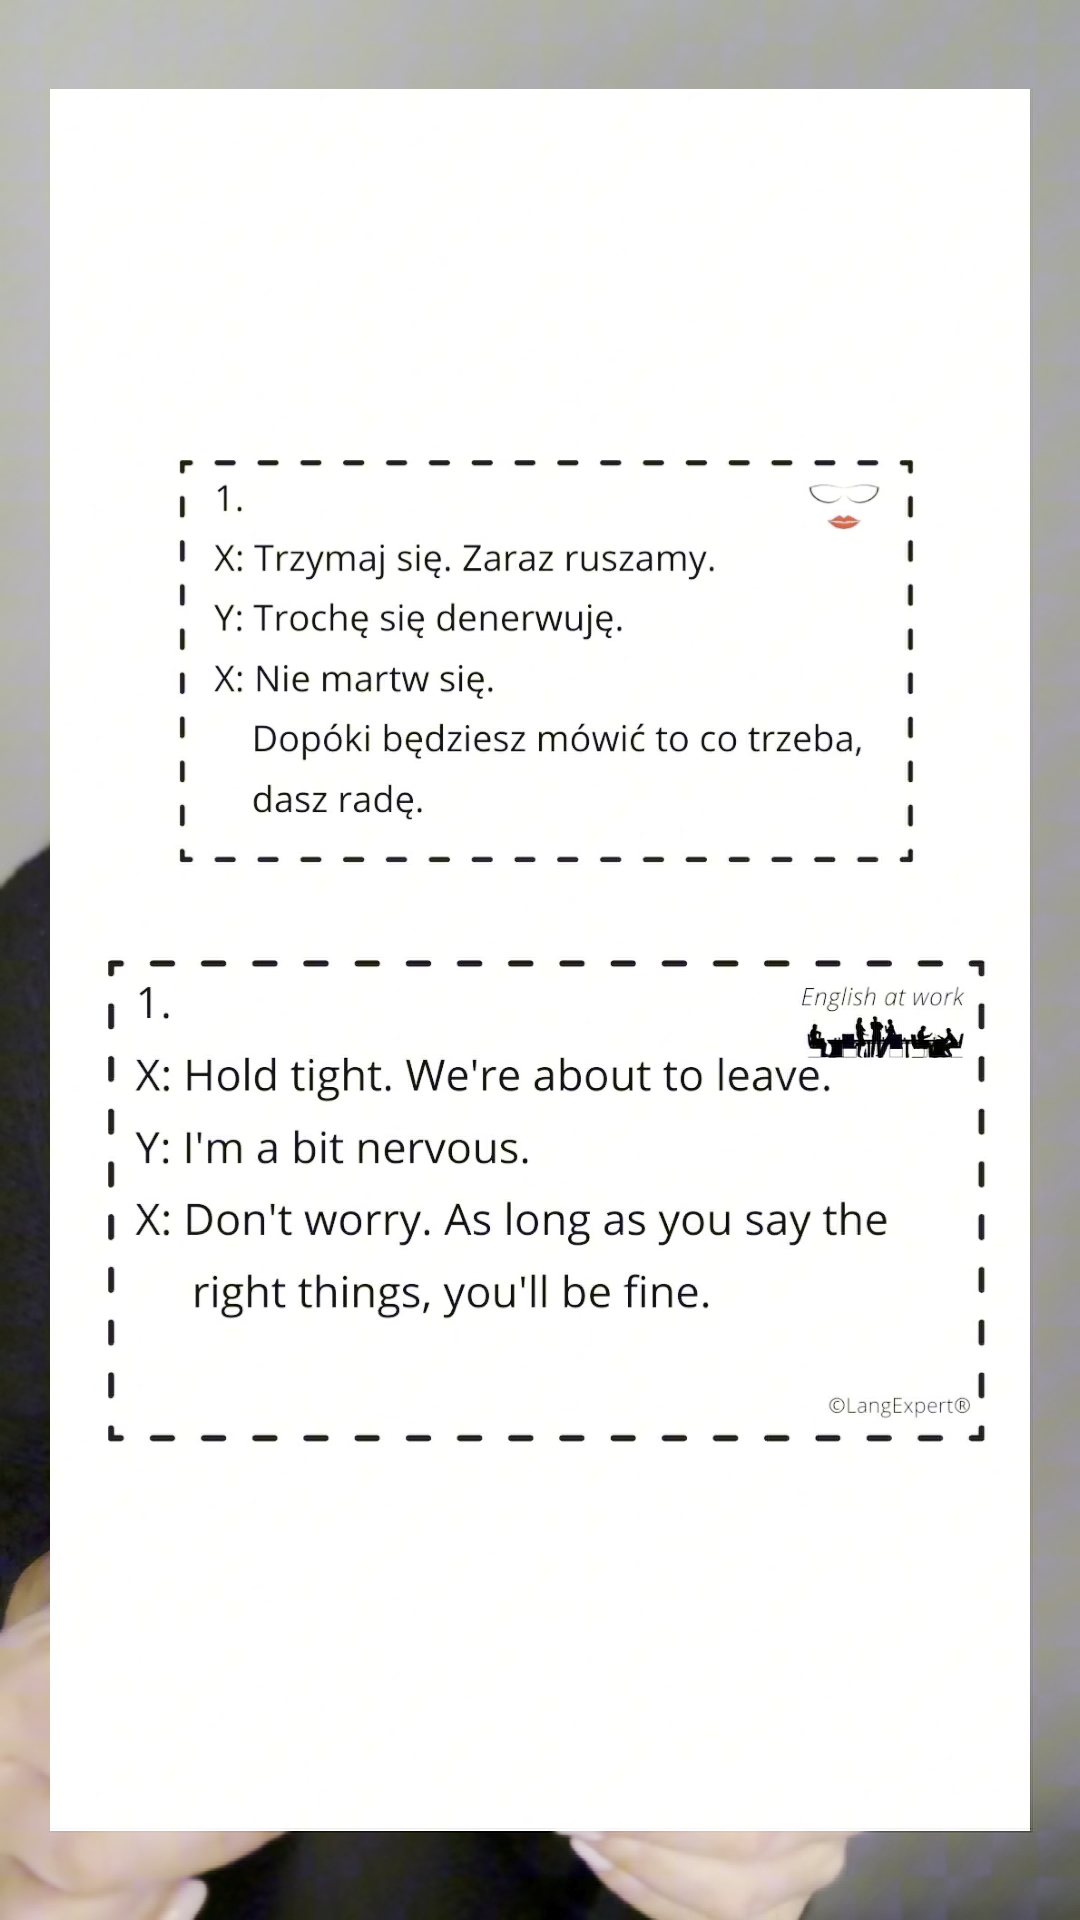 1.
X: Trzymaj się. Zaraz ruszamy.
Y: Trochę się denerwuję.
X: Nie martw się.
Dopóki będziesz mówić to co trzeba,
dasz radę.
1.
English at work
X: Hold tight. We're about to leave.
Y: I'm a bit nervous.
X: Don't worry. As long as you say the
right things, you'll be fine.
©LangExpert®